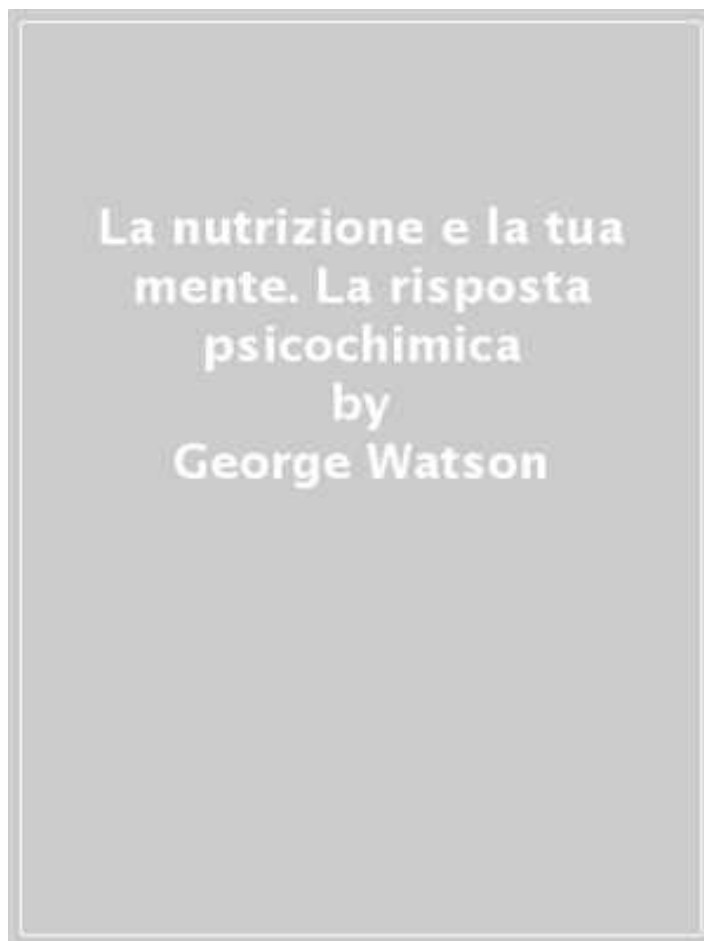 La nutrizione e la tua
mente. La risposta
psicochimica
by
George Watson